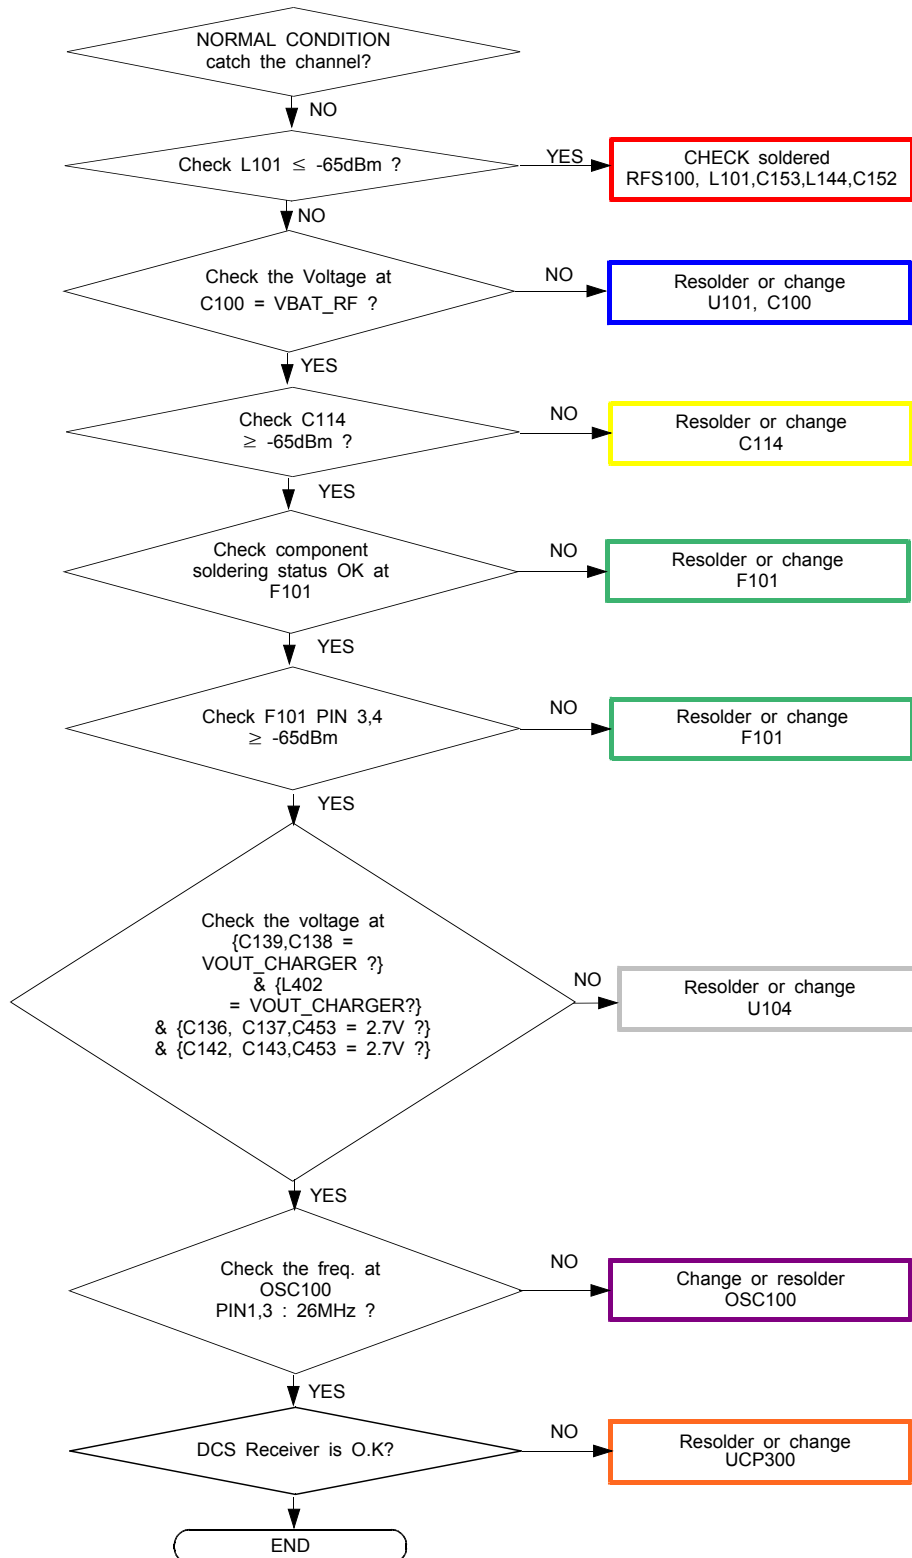 NORMAL CONDITION
catch the channel?
NO
Check L101 ≤ -65dBm ?
YES
CHECK soldered
RFS100, L101,C153,L144,C152
NO
Check the Voltage at
C100 = VBAT_RF ?
NO
Resolder or change
U101, C100
YES
Check C114
≥ -65dBm ?
NO
Resolder or change
C114
YES
Check component
soldering status OK at
F101
NO
Resolder or change
F101
YES
Check F101 PIN 3,4
≥ -65dBm
NO
Resolder or change
F101
YES
Check the voltage at
{C139,C138 =
VOUT_CHARGER ?}
& {L402
= VOUT_CHARGER?}
& {C136, C137,C453 = 2.7V ?}
& {C142, C143,C453 = 2.7V ?}
NO
Resolder or change
U104
YES
Check the freq. at
OSC100
PIN1,3 : 26MHz ?
NO
Change or resolder
OSC100
YES
DCS Receiver is O.K?
NO
Resolder or change
UCP300
END